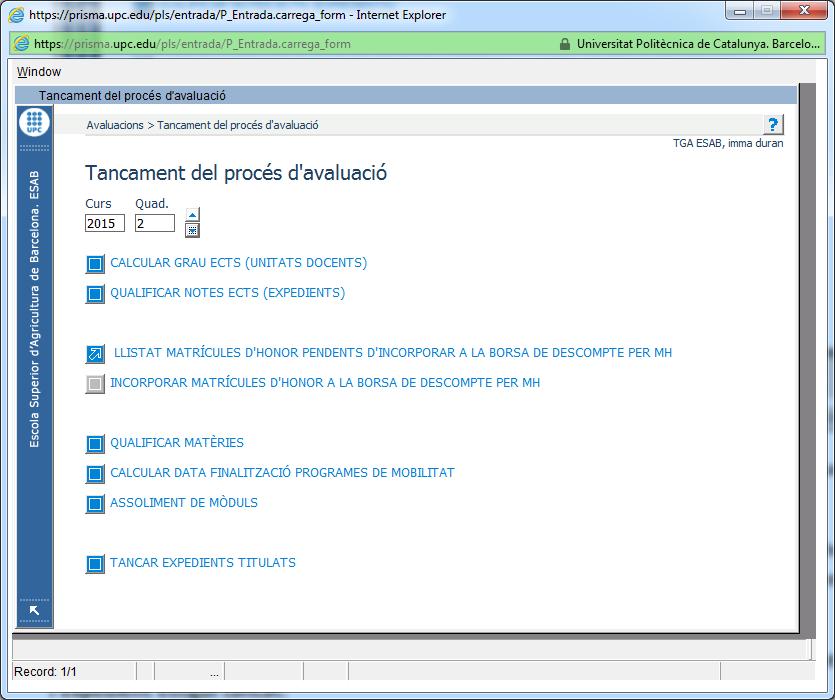 https://prisma.upc.edu/pls/entrada/P_Entrada.carrega_form - Internet Explorer
https://prisma.upc.edu/pls/entrada/P_Entrada.carrega_form
Universitat Politècnica de Catalunya. Barcelo...
Window
Tancament del procés d'avaluació
UPC
Avaluacions > Tancament del procés d'avaluació
?
TGA ESAB, imma duran
Escola Superior d'Agricultura de Barcelona. ESAB
Tancament del procés d'avaluació
Curs Quad.
2015 2
CALCULAR GRAU ECTS (UNITATS DOCENTS)
QUALIFICAR NOTES ECTS (EXPEDIENTS)
LLISTAT MATRÍCULES D'HONOR PENDENTS D'INCORPORAR A LA BORSA DE DESCOMPTE PER MH
INCORPORAR MATRÍCULES D'HONOR A LA BORSA DE DESCOMPTE PER MH
QUALIFICAR MATÈRIES
CALCULAR DATA FINALITZACIÓ PROGRAMES DE MOBILITAT
ASSOLIMENT DE MÒDULS
TANCAR EXPEDIENTS TITULATS
Record: 1/1
...